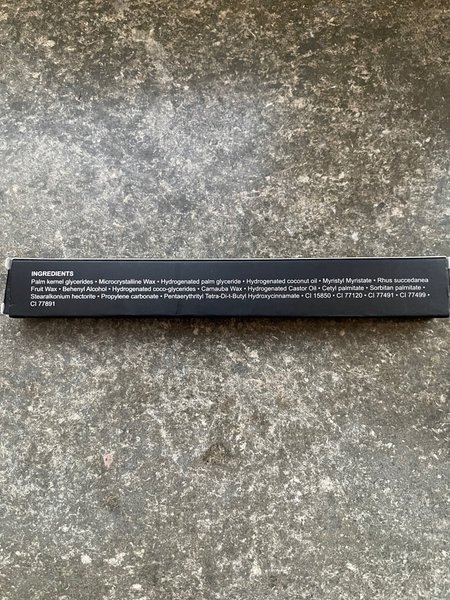 INGREDIENTS
Palm kernel glycerides • Microcrystalline Wax • Hydrogenated palm glyceride • Hydrogenated coconut oil • Myristyl Myristate • Rhus succedanea
Fruit Wax • Behenyl Alcohol • Hydrogenated coco-glycerides • Carnauba Wax • Hydrogenated Castor Oil • Cetyl palmitate • Sorbitan palmitate •
Stearalkonium hectorite • Propylene carbonate • Pentaerythrityl Tetra-Di-t-Butyl Hydroxycinnamate • CI 15850 • CI 77120 • CI 77491 • CI 77499 •
CI 77891